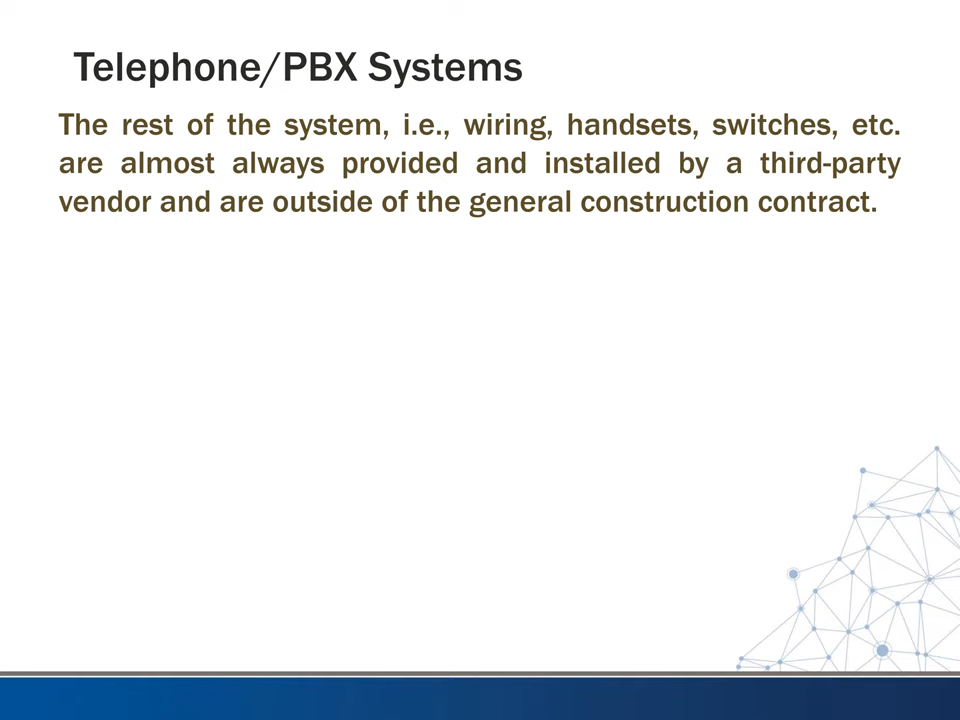 Telephone/PBX Systems
The rest of the system, i.e., wiring, handsets, switches, etc.
are almost always provided and installed by a third-party
vendor and are outside of the general construction contract.